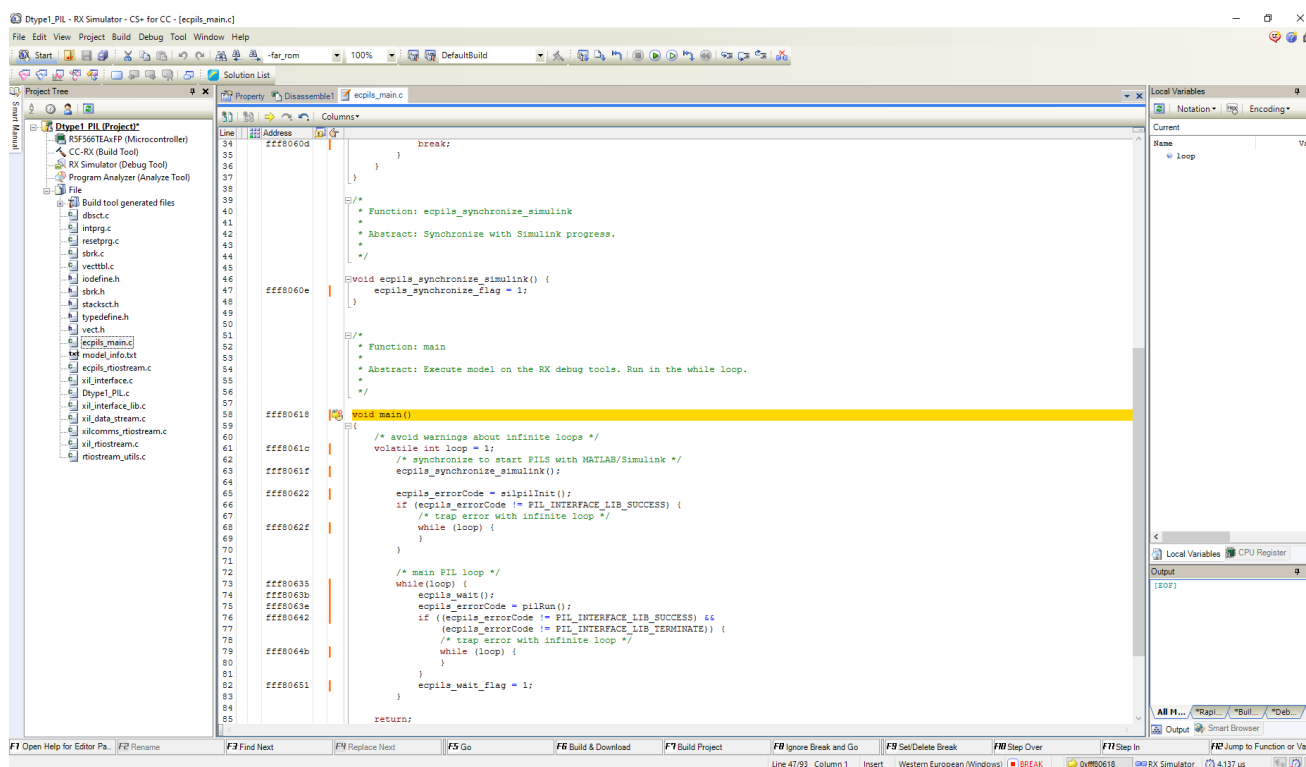 Dtype1_PIL - RX Simulator - CS+ for CC - [ecpils_main.c]
File Edit View Project Build Debug Tool Window Help
Start -far_rom 100% DefaultBuild
Solution List
Project Tree
Smart Manual
Dtype1_PIL (Project)*
R5F566TEAxFP (Microcontroller)
CC-RX (Build Tool)
RX Simulator (Debug Tool)
Program Analyzer (Analyze Tool)
File
Build tool generated files
dbsct.c
intprg.c
resetprg.c
sbrk.c
vecttbl.c
iodefine.h
sbrk.h
stacksct.h
typedefine.h
vect.h
ecpils_main.c
model_info.txt
ecpils_rtiostream.c
xil_interface.c
Dtype1_PIL.c
xil_interface_lib.c
xil_data_stream.c
xilcomms_rtiostream.c
xil_rtiostream.c
rtiostream_utils.c
Property Disassemble1 ecpils_main.c
Columns
Line Address
34 fff8060d break;
35 }
36 }
37 }
38
39 /*
40 * Function: ecpils_synchronize_simulink
41 *
42 * Abstract: Synchronize with Simulink progress.
43 *
44 */
45
46 void ecpils_synchronize_simulink() {
47 fff8060e ecpils_synchronize_flag = 1;
48 }
49
50
51 /*
52 * Function: main
53 *
54 * Abstract: Execute model on the RX debug tools. Run in the while loop.
55 *
56 */
57
58 fff80618 void main()
59 {
60 /* avoid warnings about infinite loops */
61 fff8061c volatile int loop = 1;
62 /* synchronize to start PILS with MATLAB/Simulink */
63 fff8061f ecpils_synchronize_simulink();
64
65 fff80622 ecpils_errorCode = silpilInit();
66 if (ecpils_errorCode != PIL_INTERFACE_LIB_SUCCESS) {
67 /* trap error with infinite loop */
68 fff8062f while (loop) {
69 }
70 }
71
72 /* main PIL loop */
73 fff80635 while(loop) {
74 fff8063b ecpils_wait();
75 fff8063e ecpils_errorCode = pilRun();
76 fff80642 if ((ecpils_errorCode != PIL_INTERFACE_LIB_SUCCESS) &&
77 (ecpils_errorCode != PIL_INTERFACE_LIB_TERMINATE)) {
78 /* trap error with infinite loop */
79 fff8064b while (loop) {
80 }
81 }
82 fff80651 ecpils_wait_flag = 1;
83 }
84
85 return;
Local Variables
Notation Encoding
Current
Name Va
loop
Local Variables CPU Register
Output
[EOF]
All M... *Rapi... *Buil... *Deb...
Output Smart Browser
F1 Open Help for Editor Pa... F2 Rename F3 Find Next F4 Replace Next F5 Go F6 Build & Download F7 Build Project F8 Ignore Break and Go F9 Set/Delete Break F10 Step Over F11 Step In F12 Jump to Function or Va
Line 47/93 Column 1 Insert Western European (Windows) BREAK 0xfff80618 RX Simulator 4.137 us